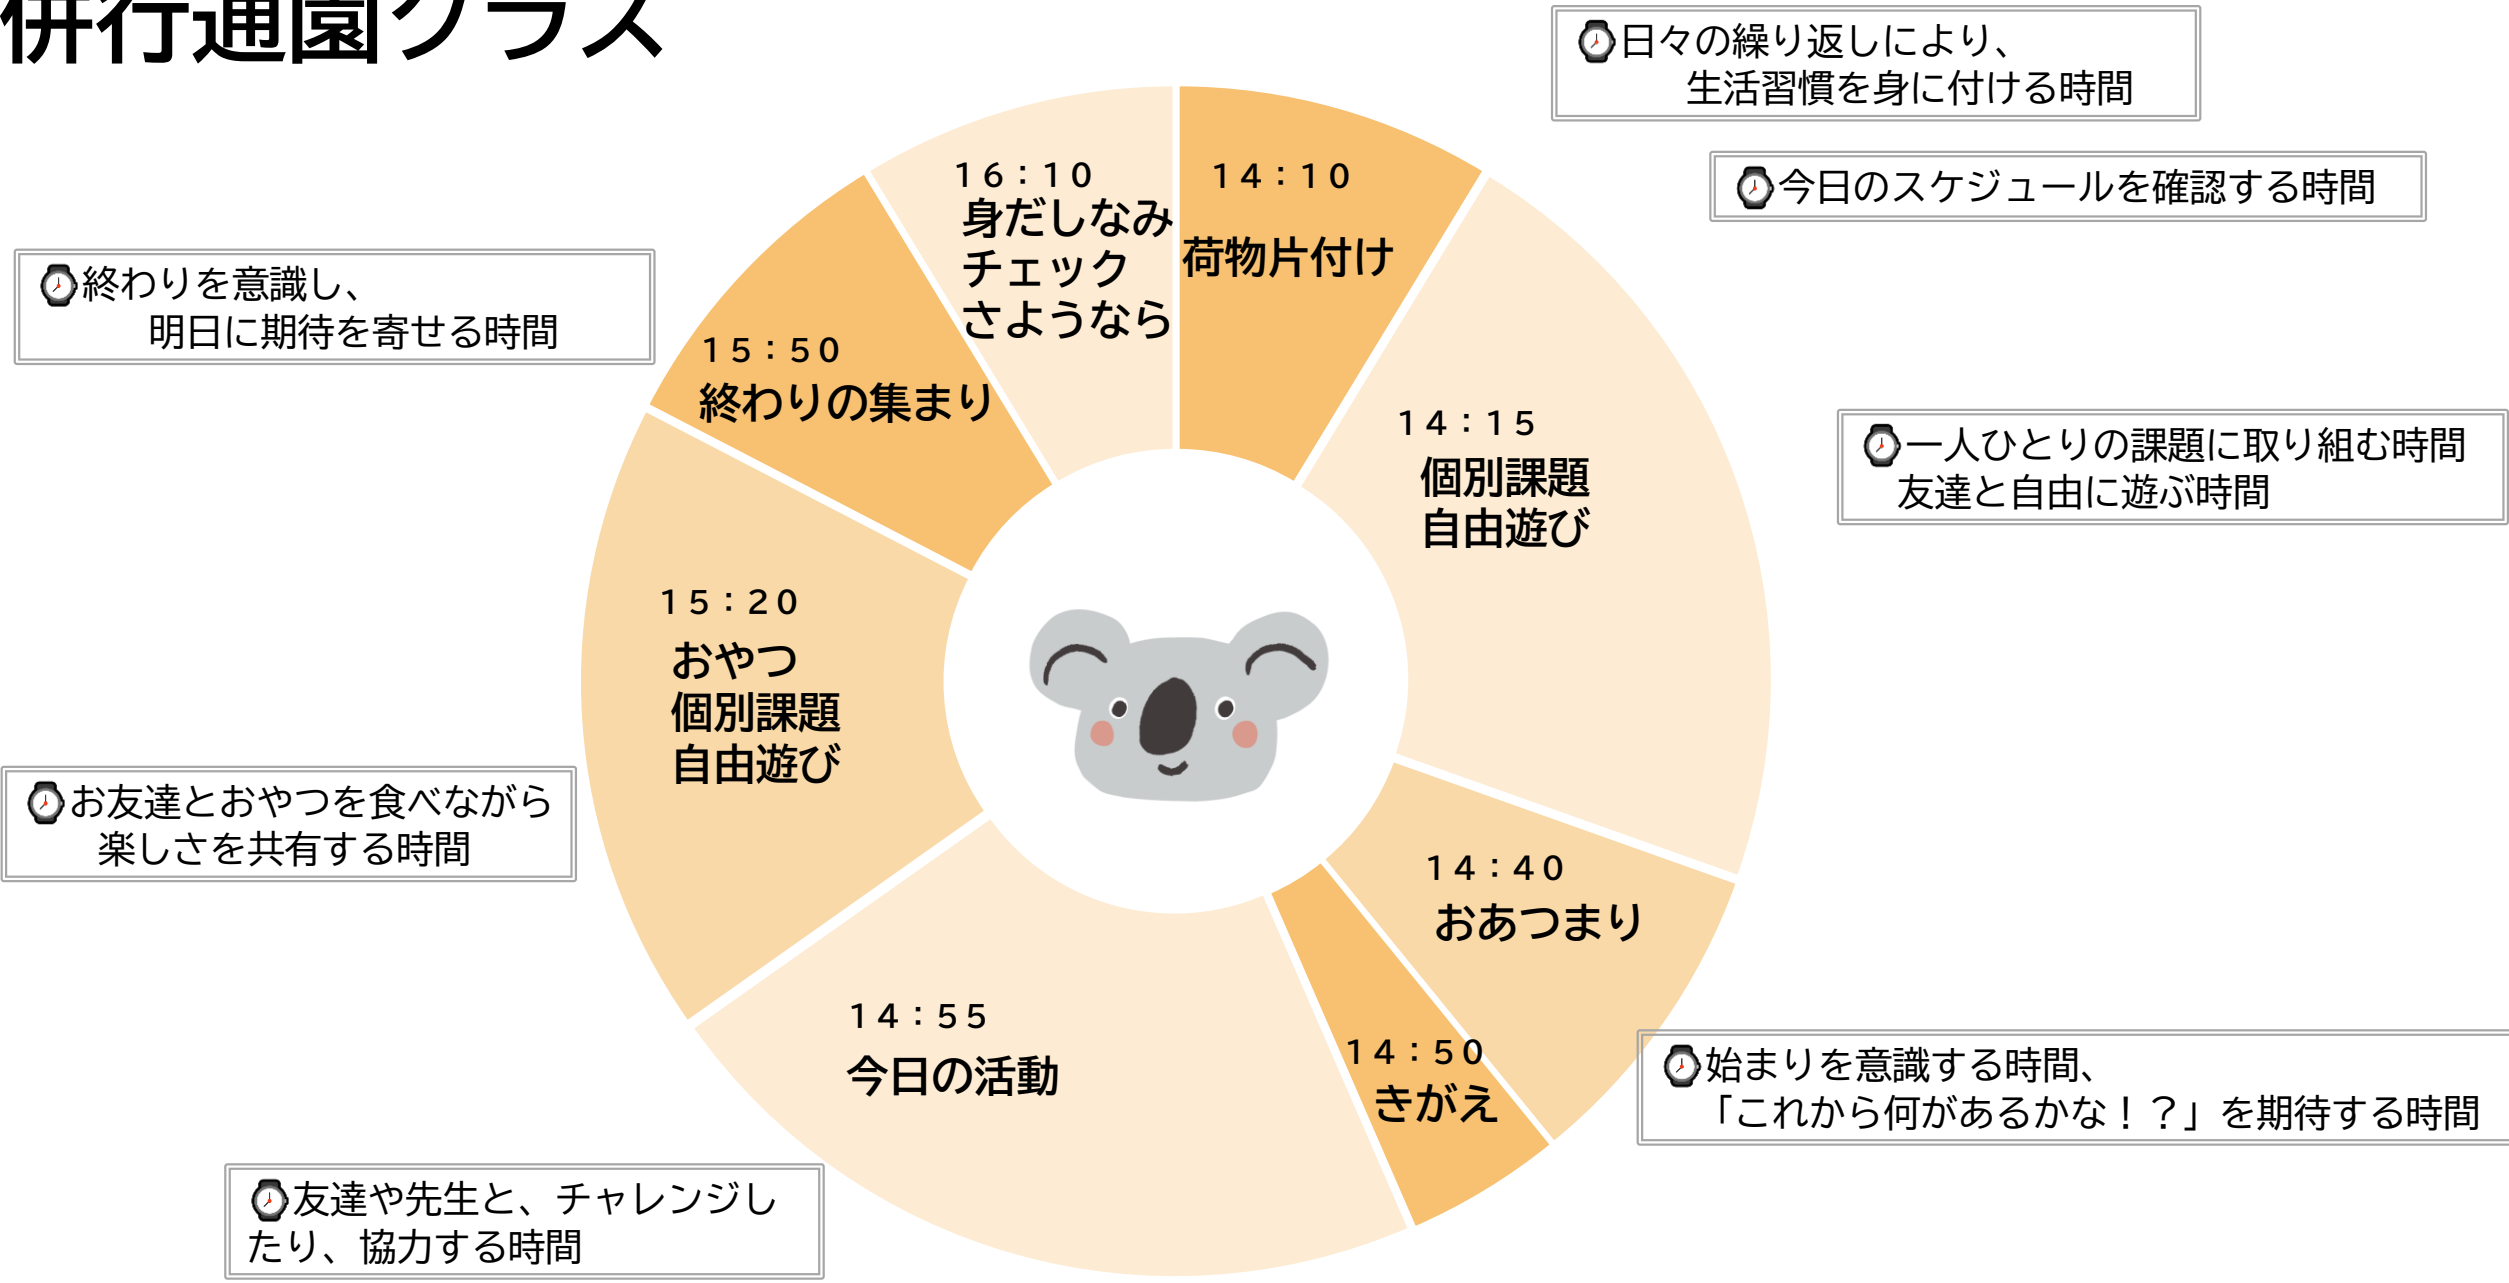 併行通園クラス
日々の繰り返しにより、
生活習慣を身に付ける時間
今日のスケジュールを確認する時間
14：10
荷物片付け
14：15
個別課題
自由遊び
一人ひとりの課題に取り組む時間
友達と自由に遊ぶ時間
14：40
おあつまり
始まりを意識する時間、
「これから何があるかな！？」を期待する時間
14：50
きがえ
14：55
今日の活動
友達や先生と、チャレンジし
たり、協力する時間
15：20
おやつ
個別課題
自由遊び
お友達とおやつを食べながら
楽しさを共有する時間
15：50
終わりの集まり
終わりを意識し、
明日に期待を寄せる時間
16：10
身だしなみ
チェック
さようなら